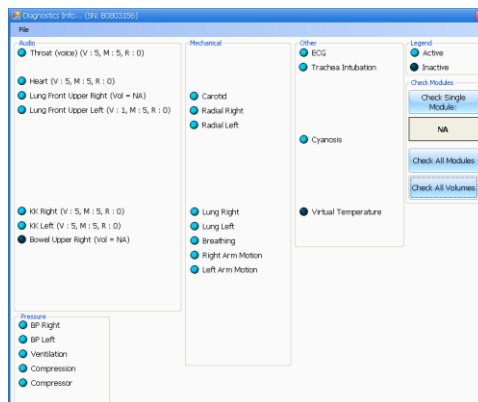 Diagnostics Info... (SN: B0B03156)
File
Audio
Throat (voice) (V : 5, M : 5, R : 0)
Heart (V : 5, M : 5, R : 0)
Lung Front Upper Right (Vol = NA)
Lung Front Upper Left (V : 1, M : 5, R : 0)
KK Right (V : 5, M : 5, R : 0)
KK Left (V : 5, M : 5, R : 0)
Bowel Upper Right (Vol = NA)
Pressure
BP Right
BP Left
Ventilation
Compression
Compressor
Mechanical
Carotid
Radial Right
Radial Left
Lung Right
Lung Left
Breathing
Right Arm Motion
Left Arm Motion
Other
ECG
Trachea Intubation
Cyanosis
Virtual Temperature
Legend
Active
Inactive
Check Modules
Check Single
Module:
NA
Check All Modules
Check All Volumes